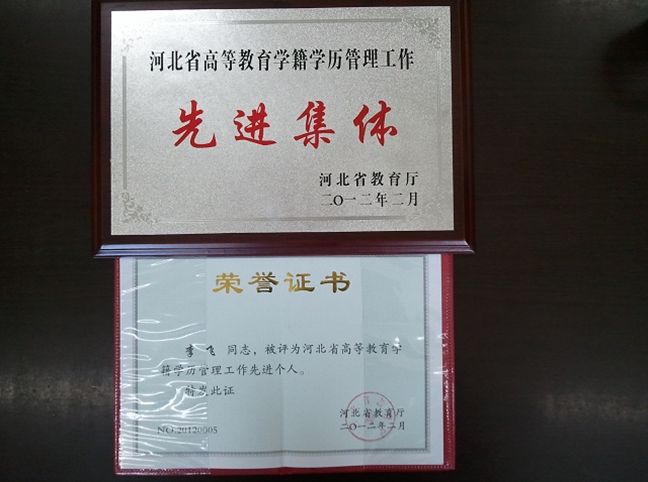 河北省高等教育学籍学历管理工作
先进集体
河北省教育厅
二〇一二年二月
荣誉证书
李飞 同志，被评为河北省高等教育学
籍学历管理工作先进个人。
特发此证
河北省教育厅
二〇一二年二月
NO.20120005